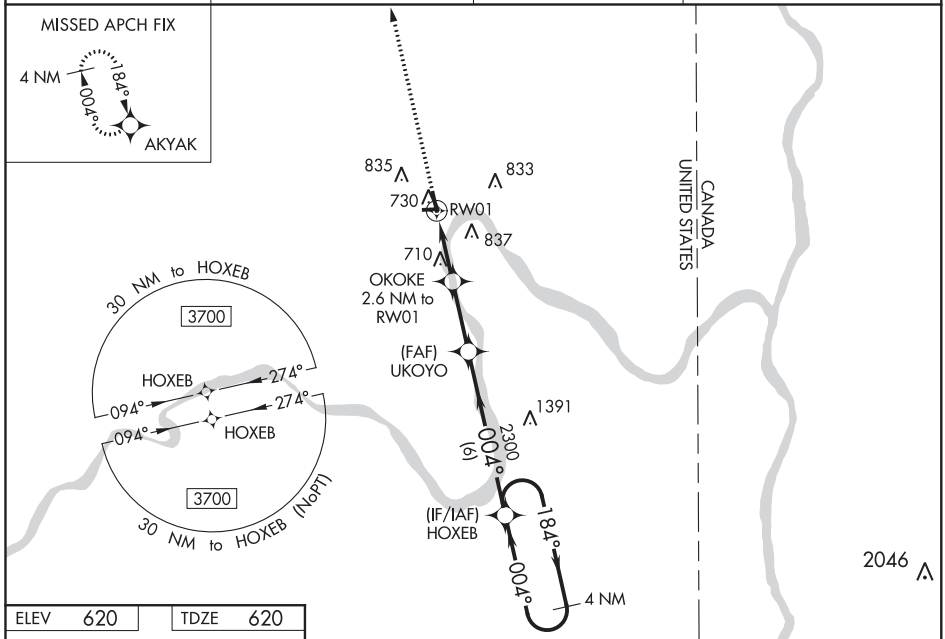 MISSED APCH FIX
4 NM
184°
004°
AKYAK
835
833
730
RW01
837
710
OKOKE
2.6 NM to
RW01
CANADA
UNITED STATES
30 NM to HOXEB
3700
HOXEB
274°
094°
274°
094°
HOXEB
3700
30 NM to HOXEB (NoPT)
(FAF)
UKOYO
1391
2300
004°
(6)
(IF/IAF)
HOXEB
184°
004°
4 NM
2046
ELEV 620
TDZE 620